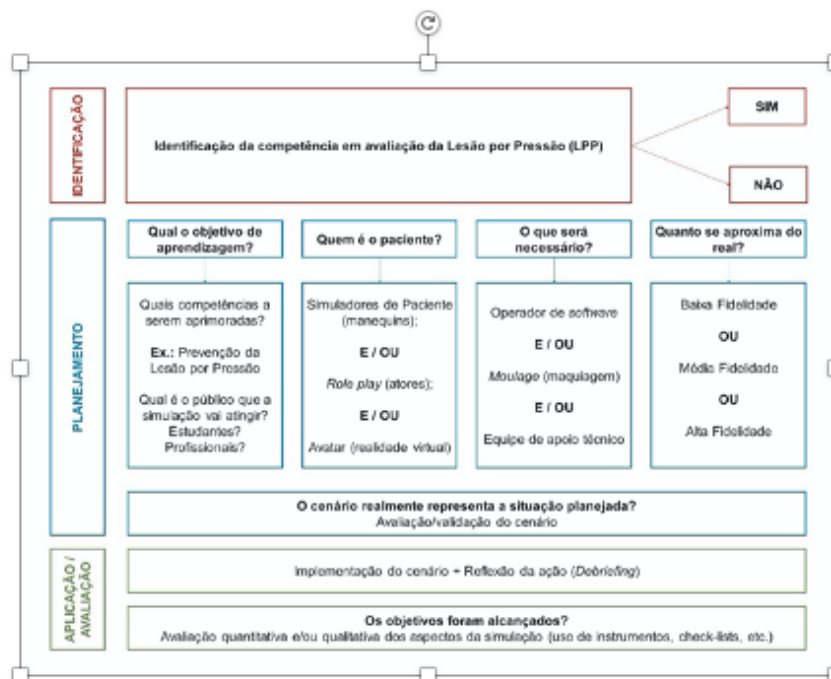 IDENTIFICAÇÃO
Identificação da competência em avaliação da Lesão por Pressão (LPP)
SIM
NÃO
PLANEJAMENTO
Qual o objetivo de
aprendizagem?
Quais competências a
serem aprimoradas?
Ex.: Prevenção da
Lesão por Pressão
Qual é o público que a
simulação vai atingir?
Estudantes?
Profissionais?
Quem é o paciente?
Simuladores de Paciente
(manequins);
E / OU
Role play (atores);
E / OU
Avatar (realidade virtual)
O que será
necessário?
Operador de software
E / OU
Moulage (maquiagem)
E / OU
Equipe de apoio técnico
Quanto se aproxima do
real?
Baixa Fidelidade
OU
Média Fidelidade
OU
Alta Fidelidade
O cenário realmente representa a situação planejada?
Avaliação/validação do cenário
APLICAÇÃO /
AVALIAÇÃO
Implementação do cenário + Reflexão da ação (Debriefing)
Os objetivos foram alcançados?
Avaliação quantitativa e/ou qualitativa dos aspectos da simulação (uso de instrumentos, check-lists, etc.)